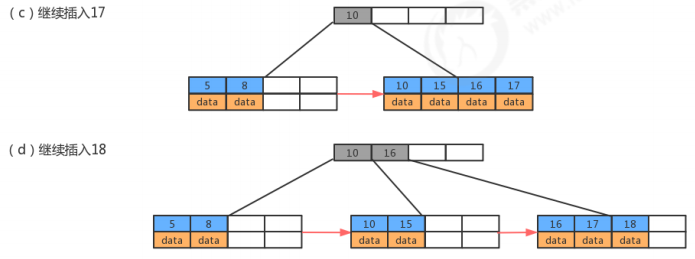 （c）继续插入17
10
5 8 10 15 16 17
data data data data data data
（d）继续插入18
10 16
5 8 10 15 16 17 18
data data data data data data data